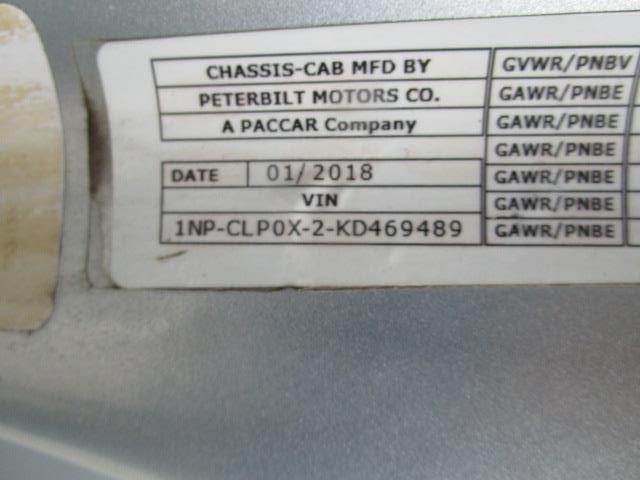 CHASSIS-CAB MFD BY GVWR/PNBV
PETERBILT MOTORS CO. GAWR/PNBE
A PACCAR Company GAWR/PNBE
GAWR/PNBE
DATE 01/2018 GAWR/PNBE
VIN GAWR/PNBE
1NP-CLP0X-2-KD469489 GAWR/PNBE